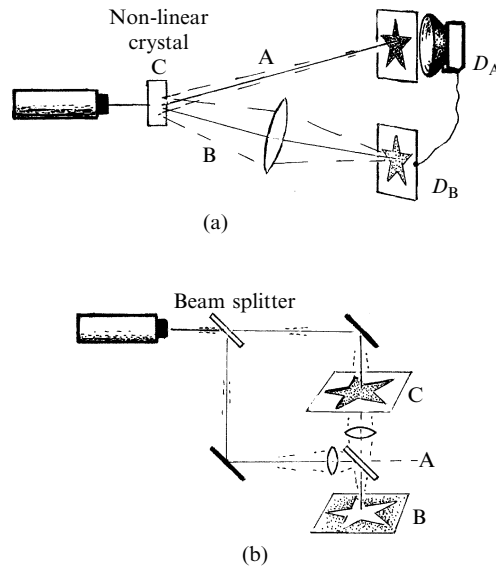 Non-linear
crystal
C
A
D_A
B
D_B
(a)
Beam splitter
C
A
B
(b)